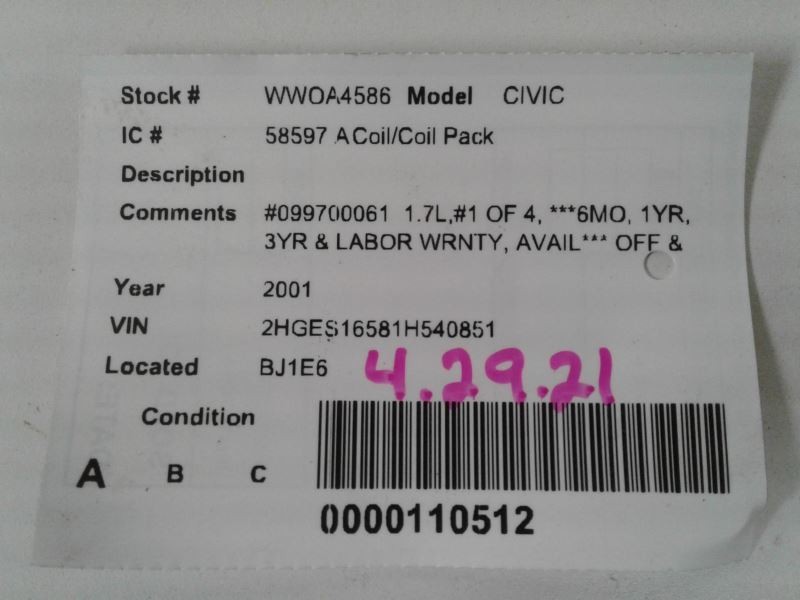 Stock # WWOA4586 Model CIVIC
IC # 58597 A Coil/Coil Pack
Description
Comments #099700061 1.7L,#1 OF 4, ***6MO, 1YR,
3YR & LABOR WRNTY, AVAIL*** OFF &
Year 2001
VIN 2HGES16581H540851
Located BJ1E6
4.29.21
Condition
A B C
0000110512